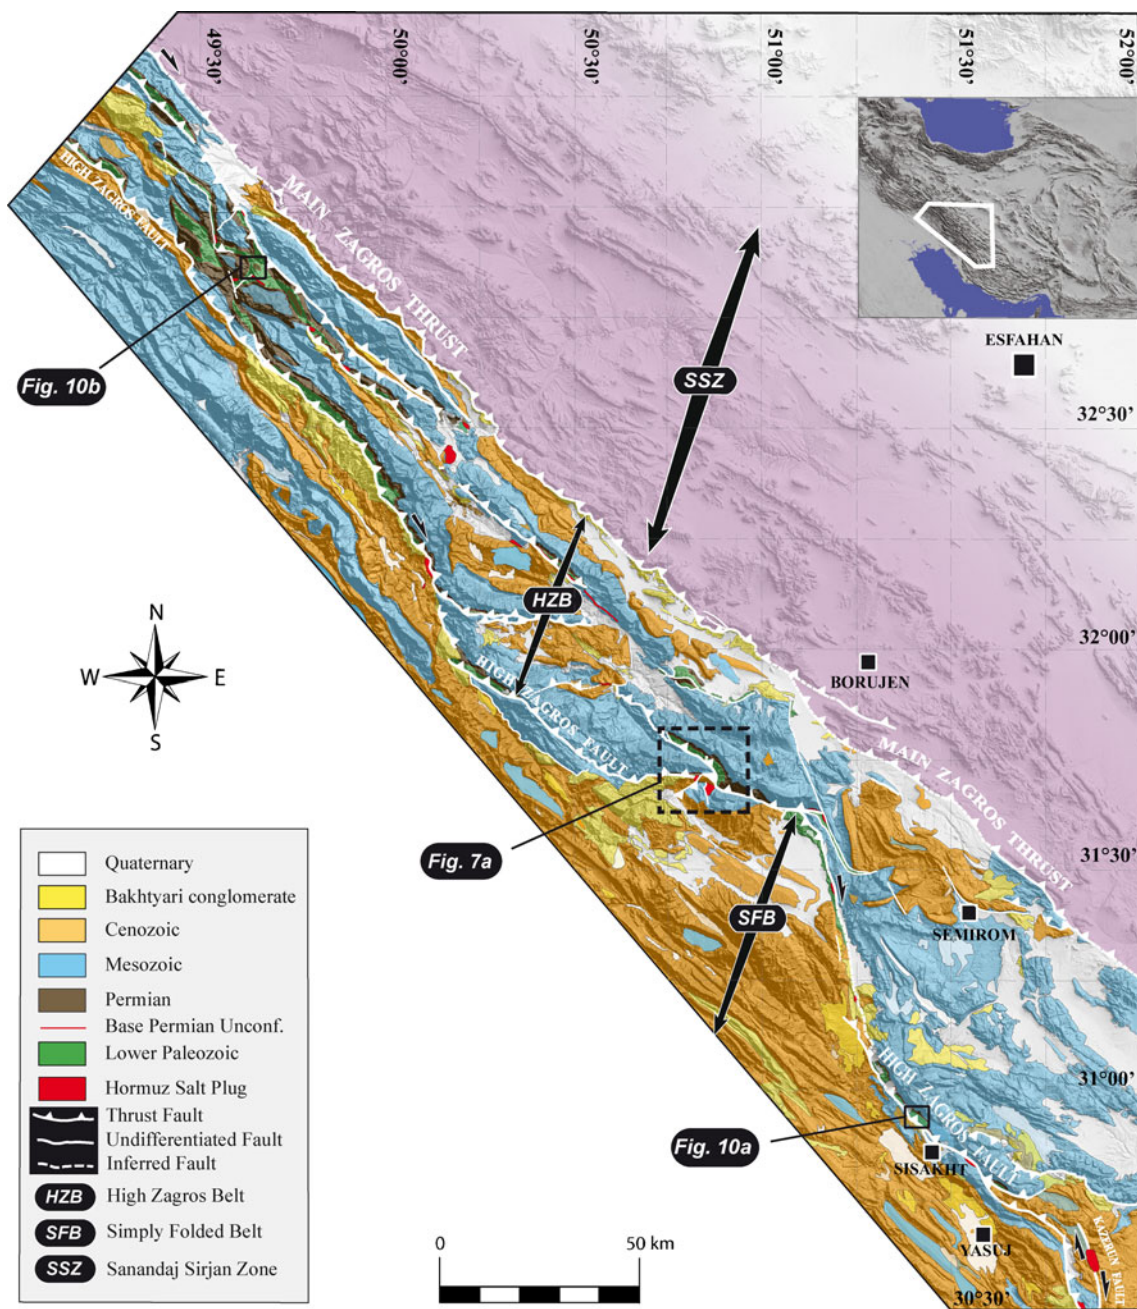 49°30'
50°00'
50°30'
51°00'
51°30'
52°00'
HIGH ZAGROS FAULT
MAIN ZAGROS THRUST
ESFAHAN
Fig. 10b
SSZ
32°30'
HZB
N
W E
S
32°00'
BORUJEN
HIGH ZAGROS FAULT
MAIN ZAGROS THRUST
Fig. 7a
31°30'
SFB
SEMIROM
Quaternary
Bakhtyari conglomerate
Cenozoic
Mesozoic
Permian
Base Permian Unconf.
Lower Paleozoic
Hormuz Salt Plug
Thrust Fault
Undifferentiated Fault
Inferred Fault
HZB High Zagros Belt
SFB Simply Folded Belt
SSZ Sanandaj Sirjan Zone
31°00'
HIGH ZAGROS FAULT
Fig. 10a
SISAKHT
YASUJ
KAZERUN FAULT
0 50 km
30°30'